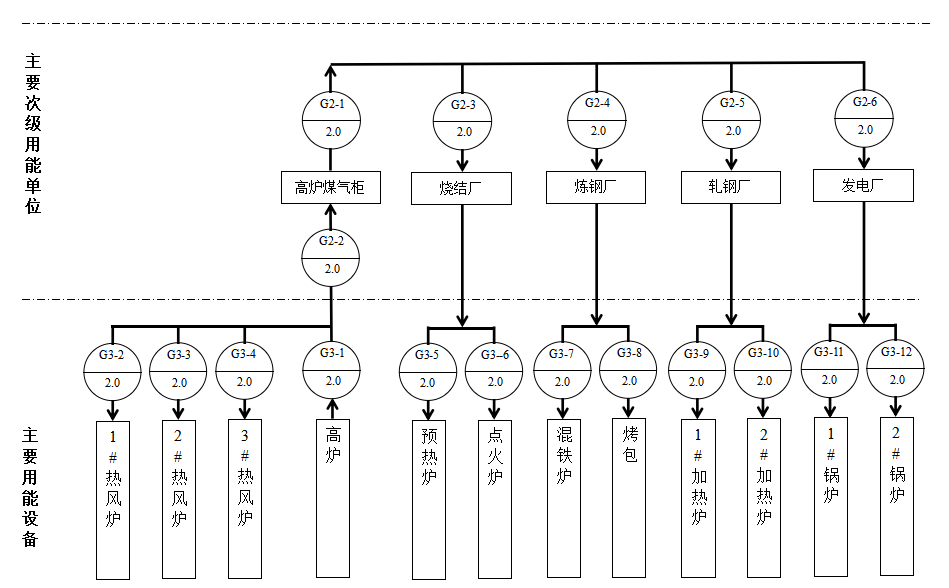 主要次级用能单位
G2-1
2.0
G2-3
2.0
G2-4
2.0
G2-5
2.0
G2-6
2.0
高炉煤气柜
烧结厂
炼钢厂
轧钢厂
发电厂
G2-2
2.0
主要用能设备
G3-2
2.0
G3-3
2.0
G3-4
2.0
G3-1
2.0
G3-5
2.0
G3--6
2.0
G3-7
2.0
G3-8
2.0
G3-9
2.0
G3-10
2.0
G3-11
2.0
G3-12
2.0
1#热风炉
2#热风炉
3#热风炉
高炉
预热炉
点火炉
混铁炉
烤包
1#加热炉
2#加热炉
1#锅炉
2#锅炉